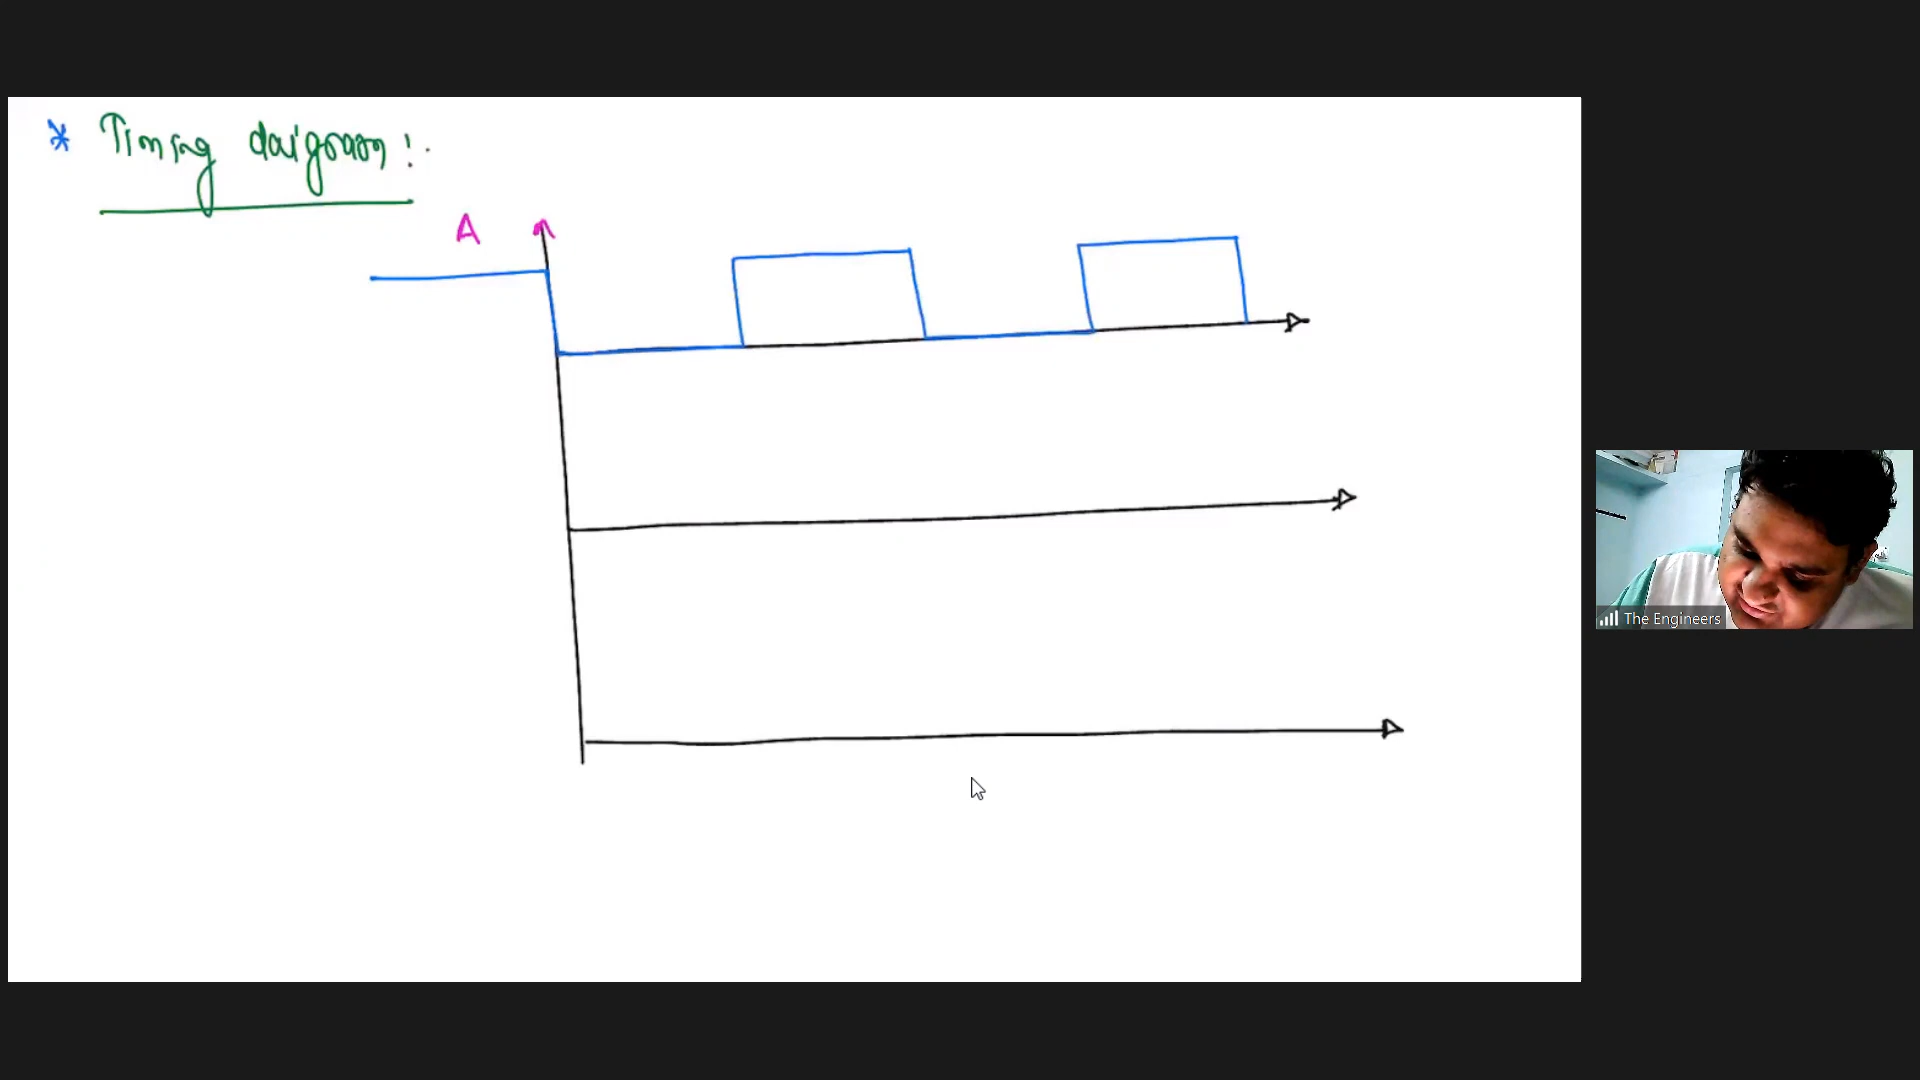 * Timing daigram :.
A
The Engineers